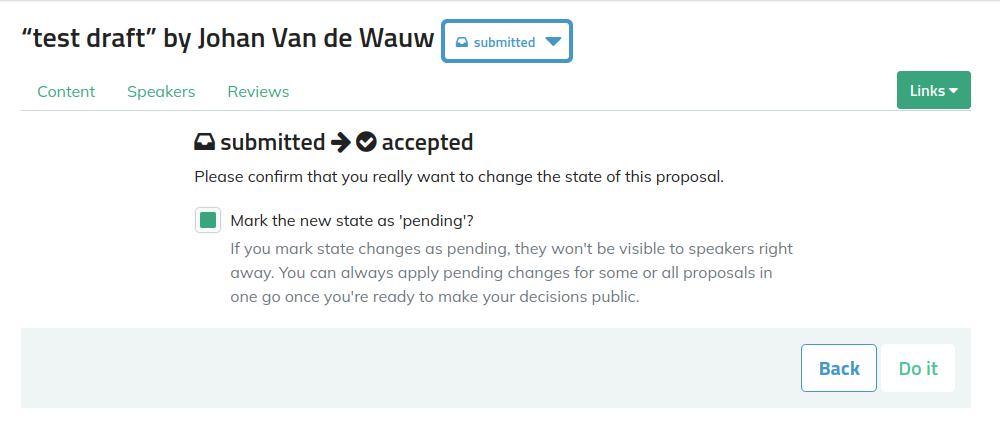 “test draft” by Johan Van de Wauw submitted
Content Speakers Reviews Links
submitted accepted
Please confirm that you really want to change the state of this proposal.
Mark the new state as 'pending'?
If you mark state changes as pending, they won't be visible to speakers right
away. You can always apply pending changes for some or all proposals in
one go once you're ready to make your decisions public.
Back Do it